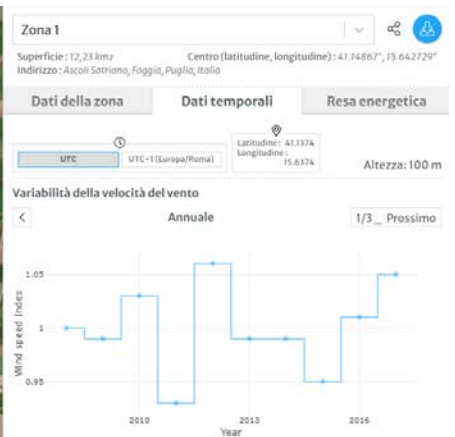 Zona 1
Superficie : 12,23 kmz Centro (latitudine, longitudine) : 41.14867°, 15.642729°
Indirizzo : Ascoli Satriano, Foggia, Puglia, Italia
Dati della zona Dati temporali Resa energetica
UTC UTC+1(Europa/Roma) Latitudine : 41.1374
Longitudine :
15.6374
Altezza: 100 m
Variabilità della velocità del vento
< Annuale 1/3 _ Prossimo
1.05
1
0.95
Wind speed Index
2010 2013 2016
Year